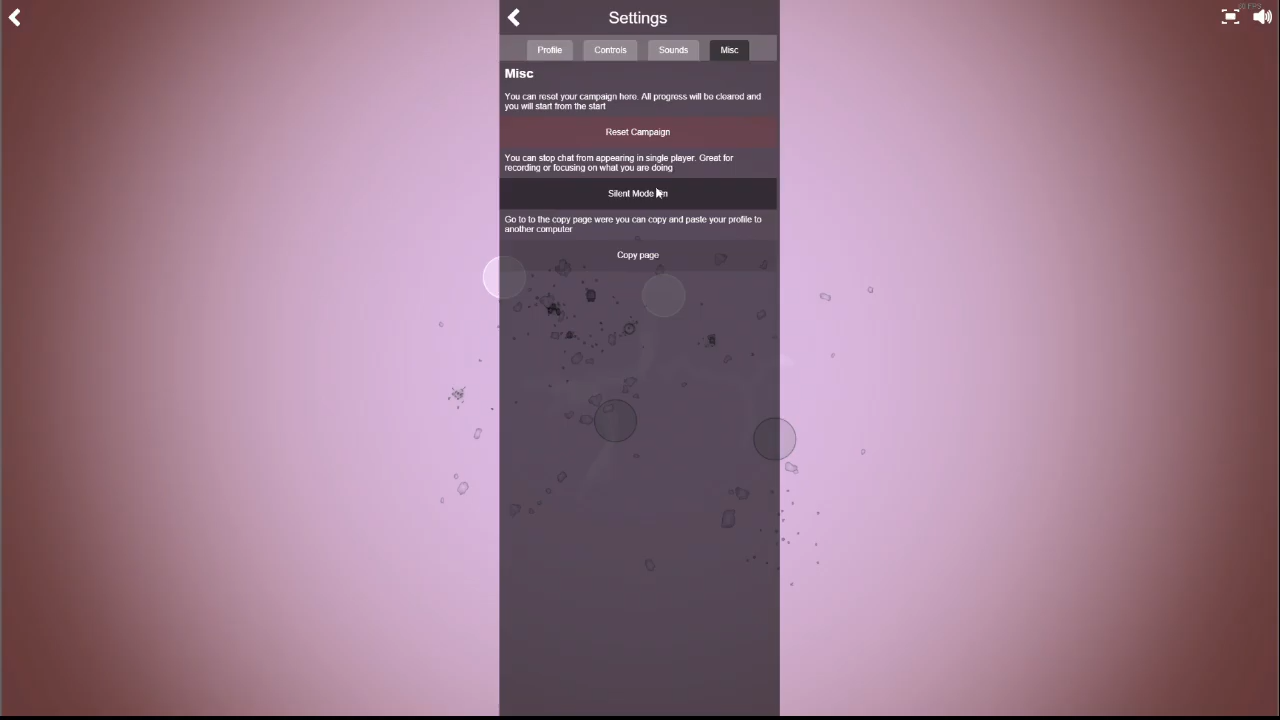 Settings
Profile
Controls
Sounds
Misc
Misc
You can reset your campaign here. All progress will be cleared and
you will start from the start
Reset Campaign
You can stop chat from appearing in single player. Great for
recording or focusing on what you are doing
Silent Mode
Go to to the copy page were you can copy and paste your profile to
another computer
Copy page